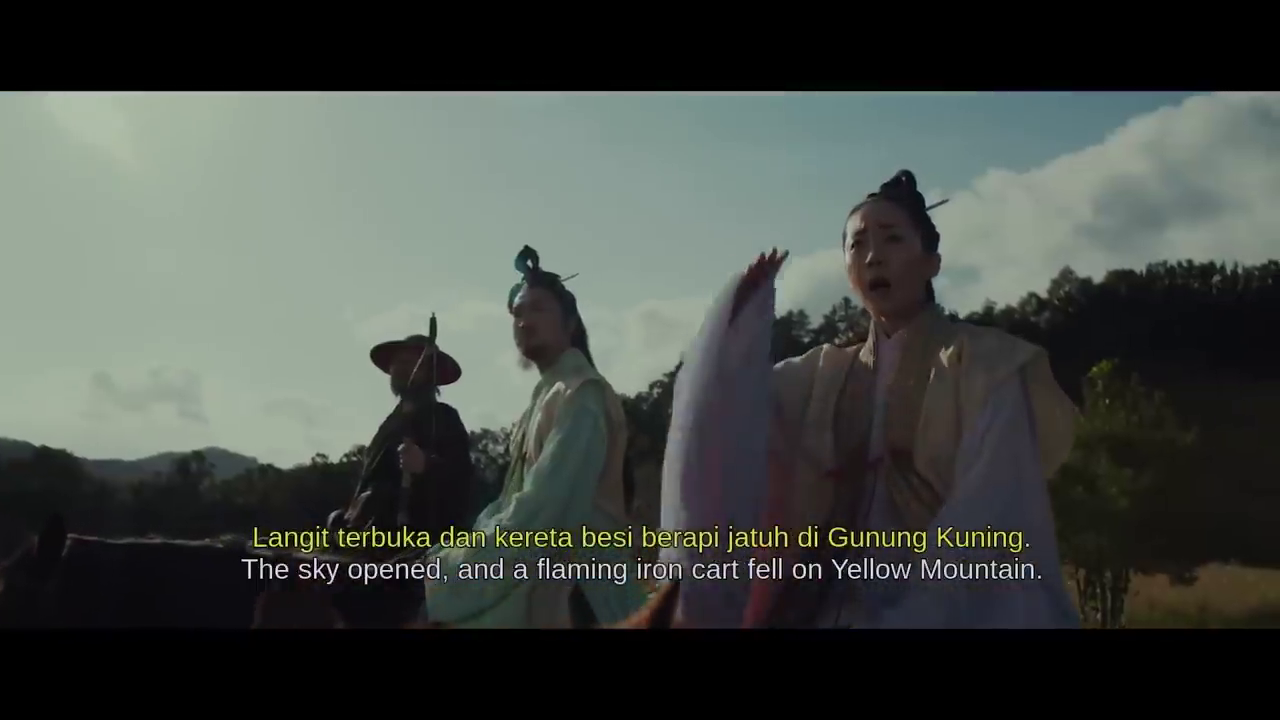 Langit terbuka dan kereta besi berapi jatuh di Gunung Kuning.
The sky opened, and a flaming iron cart fell on Yellow Mountain.